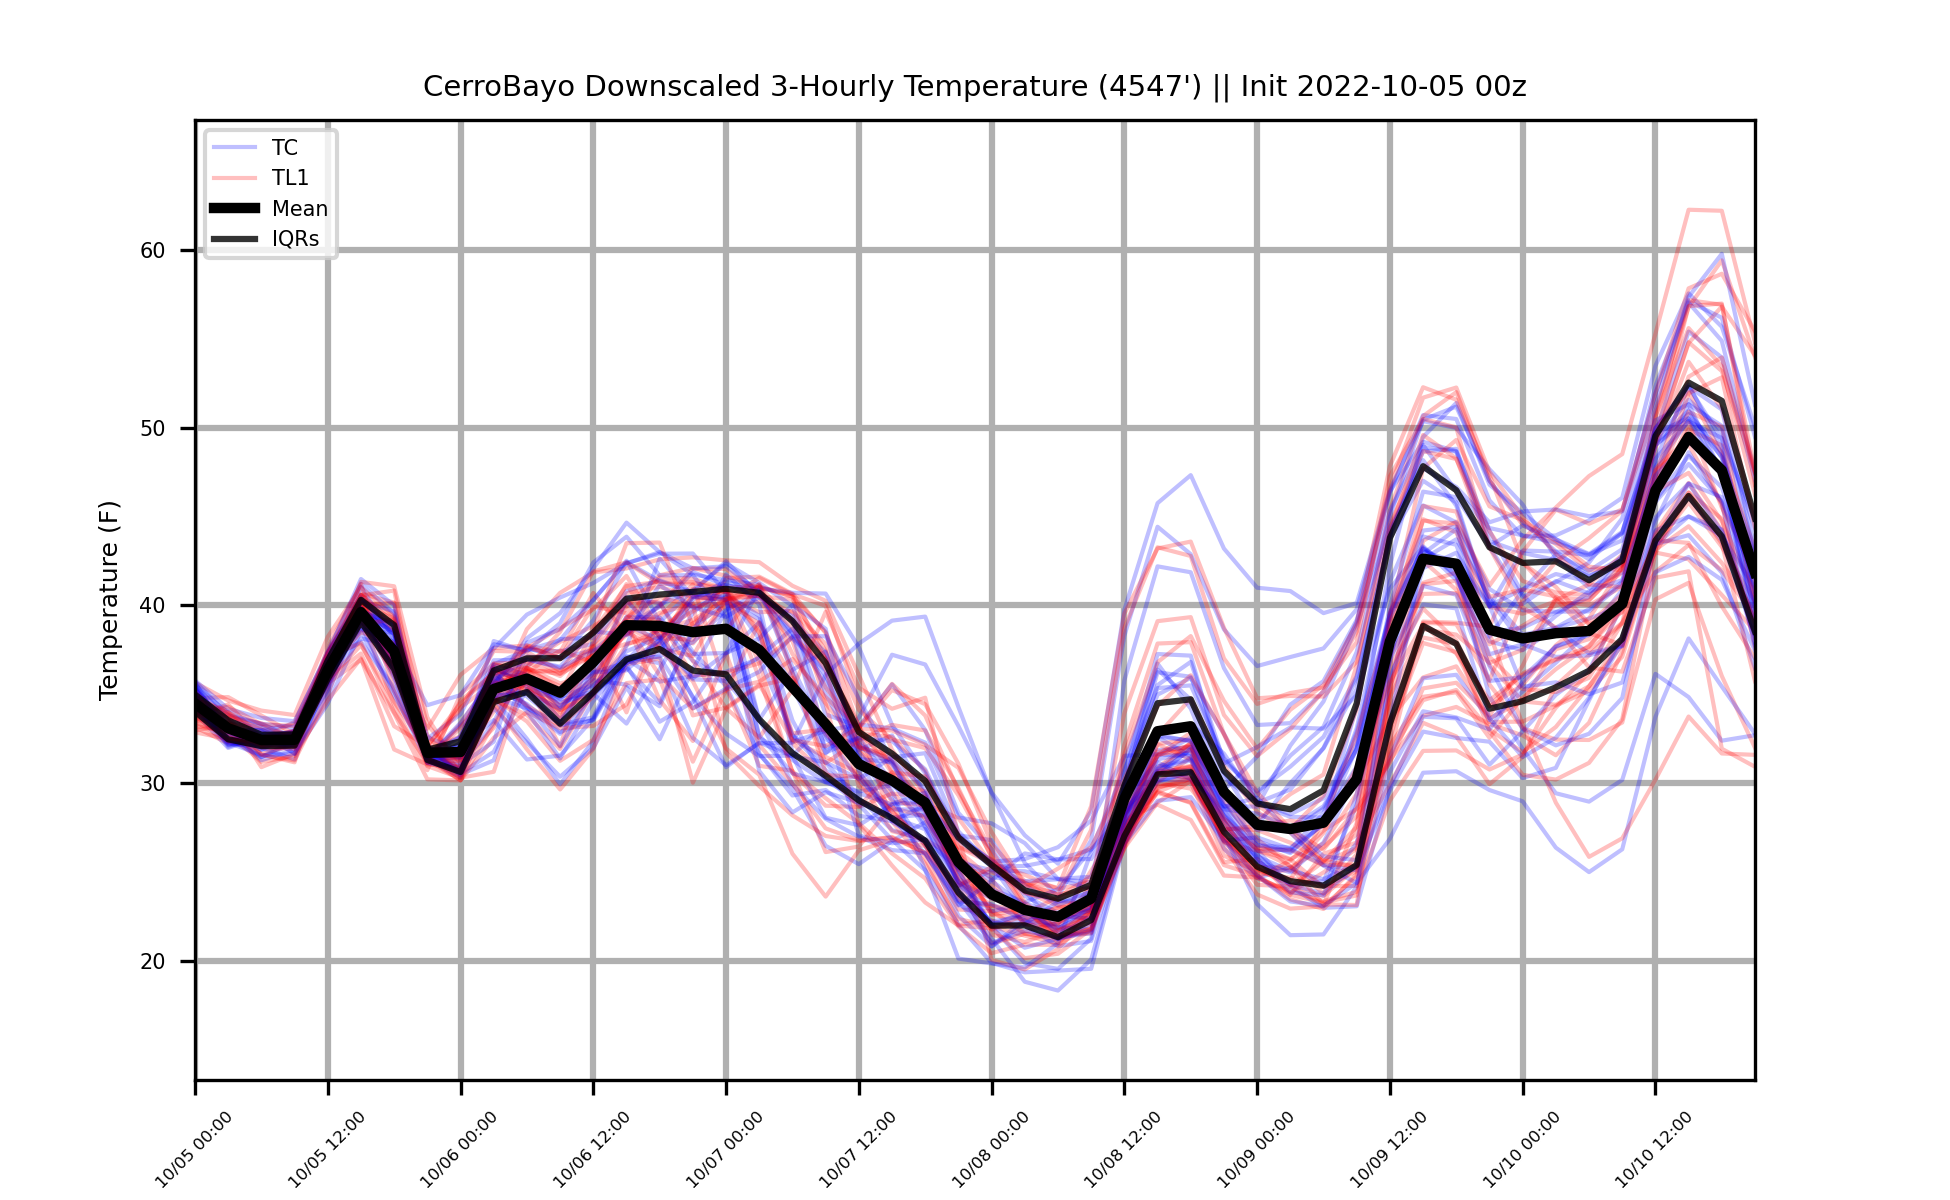 CerroBayo Downscaled 3-Hourly Temperature (4547') || Init 2022-10-05 00z
TC
TL1
Mean
IQRs
Temperature (F)
60
50
40
30
20
10/05 00:00
10/05 12:00
10/06 00:00
10/06 12:00
10/07 00:00
10/07 12:00
10/08 00:00
10/08 12:00
10/09 00:00
10/09 12:00
10/10 00:00
10/10 12:00